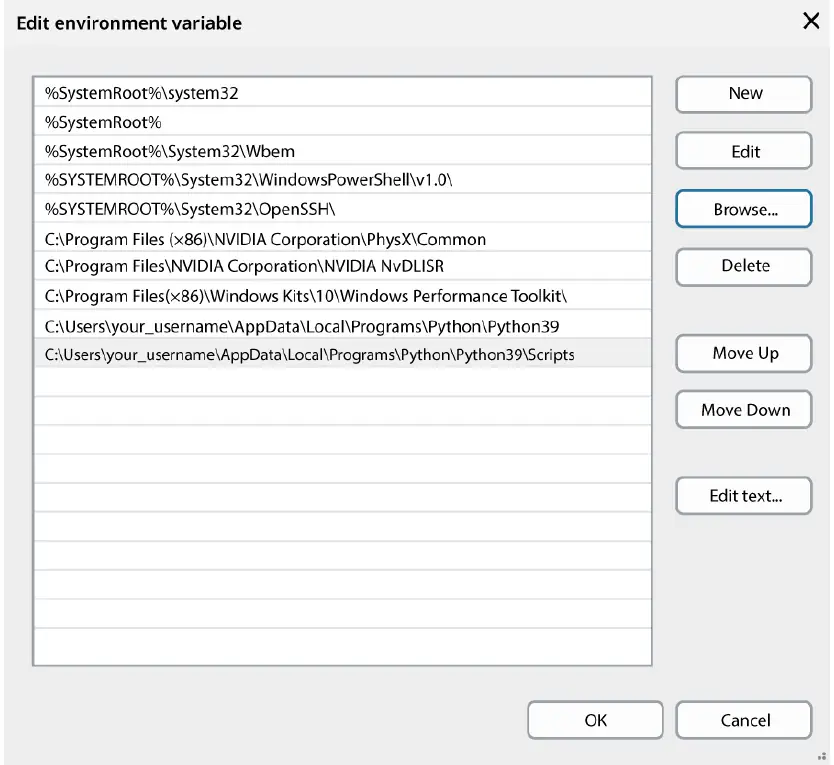 Edit environment variable
%SystemRoot%\system32
%SystemRoot%
%SystemRoot%\System32\Wbem
%SYSTEMROOT%\System32\WindowsPowerShell\v1.0\
%SYSTEMROOT%\System32\OpenSSH\
C:\Program Files (×86)\NVIDIA Corporation\PhysX\Common
C:\Program Files\NVIDIA Corporation\NVIDIA NvDLISR
C:\Program Files(×86)\Windows Kits\10\Windows Performance Toolkit\
C:\Users\your_username\AppData\Local\Programs\Python\Python39
C:\Users\your_username\AppData\Local\Programs\Python\Python39\Scripts
New
Edit
Browse...
Delete
Move Up
Move Down
Edit text...
OK
Cancel